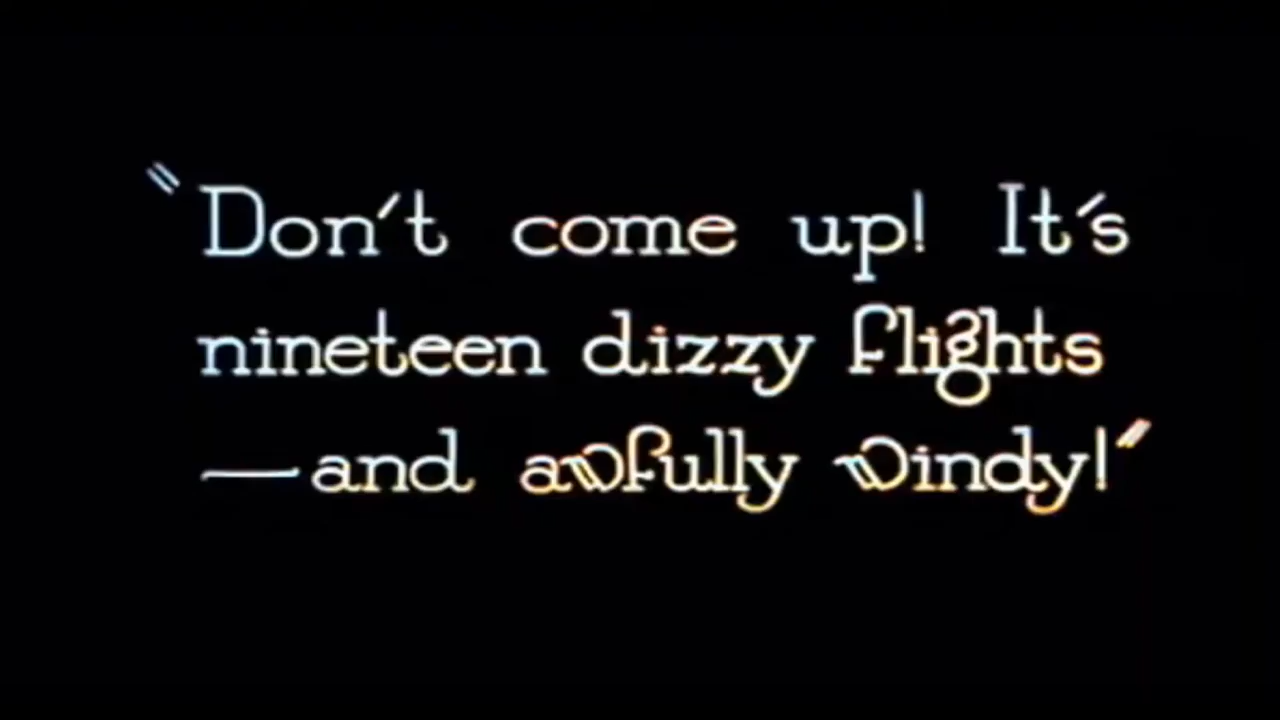 "Don't come up! It's
nineteen dizzy flights
—and awfully windy!"